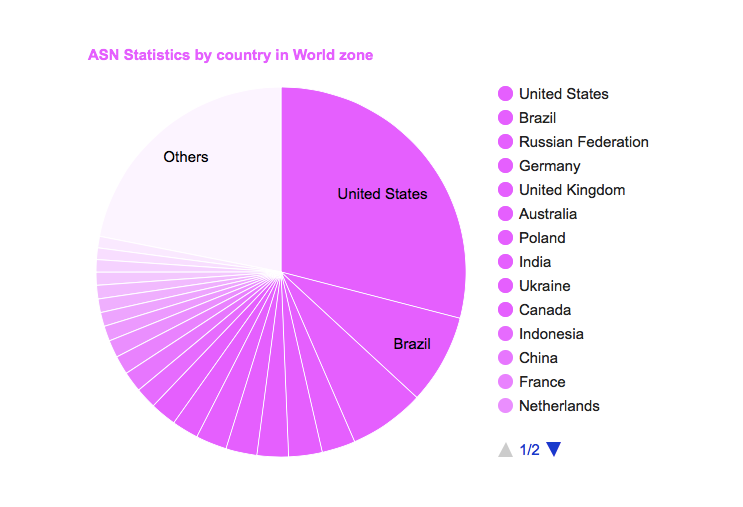 ASN Statistics by country in World zone
Others
United States
Brazil
United States
Brazil
Russian Federation
Germany
United Kingdom
Australia
Poland
India
Ukraine
Canada
Indonesia
China
France
Netherlands
1/2